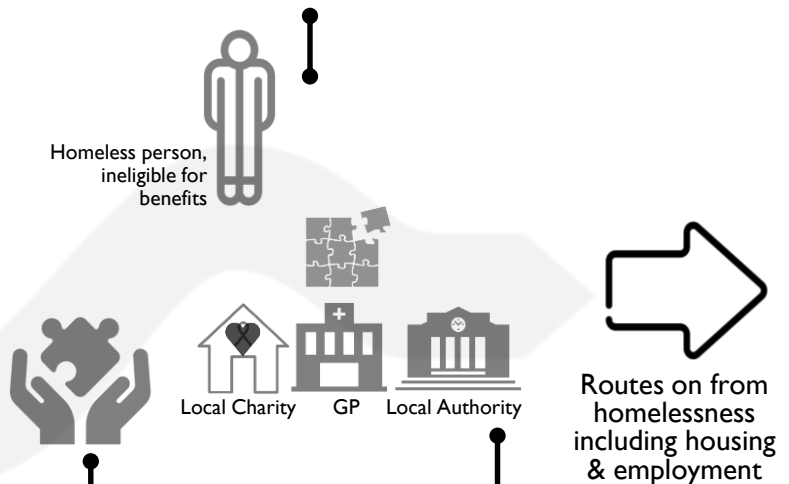 Homeless person,
ineligible for
benefits
Local Charity
GP
Local Authority
Routes on from
homelessness
including housing
& employment